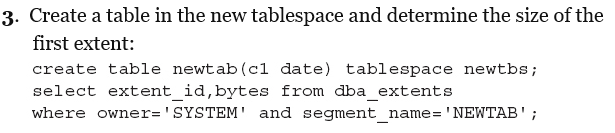 3. Create a table in the new tablespace and determine the size of the
first extent:
create table newtab(c1 date) tablespace newtbs;
select extent_id,bytes from dba_extents
where owner='SYSTEM' and segment_name='NEWTAB';